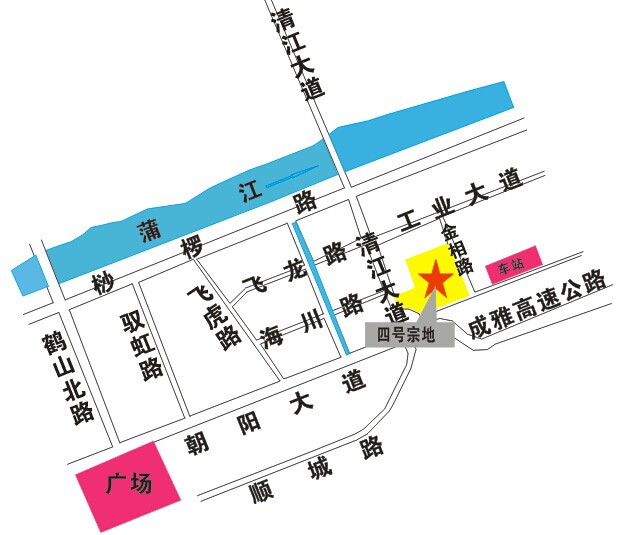 清江大道
蒲江
桫椤路
工业大道
金相路
车站
飞龙路
清江大道
飞虎路
海川路
驭虹路
鹤山北路
四号宗地
成雅高速公路
朝阳大道
顺城路
广场